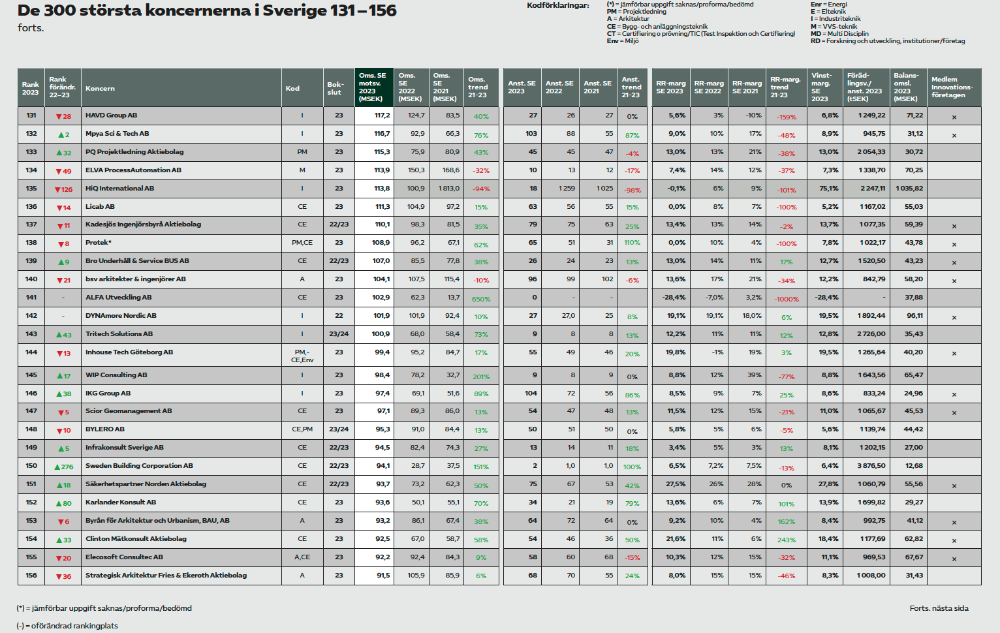 De 300 största koncernerna i Sverige 131–156
forts.
Kodförklaringar:
(*) = jämförbar uppgift saknas/proforma/bedömd
PM = Projektledning
A = Arkitektur
CE = Bygg- och anläggningsteknik
CT = Certifiering o prövning/TIC (Test Inspektion och Certifiering)
Env = Miljö
Enr = Energi
E = Elteknik
I = Industriteknik
M = VVS-teknik
MD = Multi Disciplin
RD = Forskning och utveckling, institutioner/företag
Rank 2023 | Rank förändr. 22–23 | Koncern | Kod | Bok-slut | Oms. SE motsv. 2023 (MSEK) | Oms. SE 2022 (MSEK) | Oms. SE 2021 (MSEK) | Oms. trend 21-23 | Anst. SE 2023 | Anst. SE 2022 | Anst. SE 2021 | Anst. trend 21-23 | RR-marg SE 2023 | RR-marg SE 2022 | RR-marg SE 2021 | RR-marg. trend 21-23 | Vinst-marg. SE 2023 | Föräd-lingsv./anst. 2023 (tSEK) | Balans-omsl. 2023 (MSEK) | Medlem Innovations-företagen
131 ▼28 HAVD Group AB I 23 117,2 124,7 83,5 40% 27 26 27 0% 5,6% 3% -10% -159% 6,8% 1 249,22 71,22 ×
132 ▲2 Mpya Sci & Tech AB I 23 116,7 92,9 66,3 76% 103 88 55 87% 9,0% 10% 17% -48% 8,9% 945,75 31,12 ×
133 ▲32 PQ Projektledning Aktiebolag PM 23 115,3 75,9 80,9 43% 45 45 47 -4% 13,0% 13% 21% -38% 13,0% 2 054,33 30,72
134 ▼49 ELVA ProcessAutomation AB M 23 113,9 150,3 168,6 -32% 10 13 12 -17% 7,4% 14% 12% -37% 7,3% 1 338,70 70,25
135 ▼126 HiQ International AB I 23 113,8 100,9 1 813,0 -94% 18 1 259 1 025 -98% -0,1% 6% 9% -101% 75,1% 2 247,11 1 035,82
136 ▼14 Licab AB CE 23 111,3 104,9 97,2 15% 63 56 55 15% 0,0% 8% 7% -100% 5,2% 1 167,02 55,03
137 ▼11 Kadesjös Ingenjörsbyrå Aktiebolag CE 22/23 110,1 98,3 81,5 35% 79 75 63 25% 13,4% 13% 14% -2% 13,7% 1 077,35 59,39 ×
138 ▼8 Protek* PM,CE 23 108,9 96,2 67,1 62% 65 51 31 110% 0,0% 10% 4% -100% 7,8% 1 022,17 43,78 ×
139 ▲9 Bro Underhåll & Service BUS AB CE 22/23 107,0 85,5 77,8 38% 26 24 23 13% 13,0% 14% 11% 17% 12,7% 1 520,50 43,23 ×
140 ▼21 bsv arkitekter & ingenjörer AB A 23 104,1 107,5 115,4 -10% 96 99 102 -6% 13,6% 17% 21% -34% 12,2% 842,79 58,20 ×
141 - ALFA Utveckling AB CE 23 102,9 62,3 13,7 650% 0 - - -28,4% -7,0% 3,2% -1000% -28,4% - 37,88
142 - DYNAmore Nordic AB I 22 101,9 101,9 92,4 10% 27 27,0 25 8% 19,1% 19,1% 18,0% 6% 19,5% 1 892,44 96,11 ×
143 ▲43 Tritech Solutions AB I 23/24 100,9 68,0 58,4 73% 9 8 8 13% 12,2% 11% 11% 12% 12,8% 2 726,00 35,43
144 ▼13 Inhouse Tech Göteborg AB PM,-CE,Env 23 99,4 95,2 84,7 17% 55 49 46 20% 19,8% -1% 19% 3% 19,5% 1 265,64 40,20 ×
145 ▲17 WIP Consulting AB I 23 98,4 78,2 32,7 201% 9 8 9 0% 8,8% 12% 39% -77% 8,8% 1 643,56 65,47
146 ▲38 IKG Group AB I 23 97,4 69,1 51,6 89% 104 72 56 86% 8,5% 9% 7% 25% 8,6% 833,24 24,96 ×
147 ▼5 Scior Geomanagement AB CE 23 97,1 89,3 86,0 13% 54 47 48 13% 11,5% 12% 15% -21% 11,0% 1 065,67 45,53 ×
148 ▼10 BYLERO AB CE,PM 23/24 95,3 91,0 84,4 13% 50 51 50 0% 5,8% 5% 6% -5% 5,6% 1 139,74 44,42
149 ▲5 Infrakonsult Sverige AB CE 22/23 94,5 82,4 74,3 27% 13 14 11 18% 3,4% 5% 3% 13% 8,1% 1 202,15 27,00
150 ▲276 Sweden Building Corporation AB CE 22/23 94,1 28,7 37,5 151% 2 1,0 1,0 100% 6,5% 7,2% 7,5% -13% 6,4% 3 876,50 12,68
151 ▲18 Säkerhetspartner Norden Aktiebolag CE 22/23 93,7 73,2 62,3 50% 75 67 53 42% 27,5% 26% 28% 0% 27,8% 1 060,79 55,56 ×
152 ▲80 Karlander Konsult AB CE 23 93,6 50,1 55,1 70% 34 21 19 79% 13,6% 6% 7% 101% 13,9% 1 699,82 29,27
153 ▼6 Byrån för Arkitektur och Urbanism, BAU, AB A 23 93,2 86,1 67,4 38% 64 72 64 0% 9,2% 10% 4% 162% 8,4% 992,75 41,12 ×
154 ▲33 Clinton Mätkonsult Aktiebolag CE 23 92,5 67,0 58,7 58% 54 46 36 50% 21,6% 11% 6% 243% 18,4% 1 177,69 62,82 ×
155 ▼20 Elecosoft Consultec AB A,CE 23 92,2 92,4 84,3 9% 58 60 68 -15% 10,3% 12% 15% -32% 11,1% 969,53 67,67 ×
156 ▼36 Strategisk Arkitektur Fries & Ekeroth Aktiebolag A 23 91,5 105,9 85,9 6% 68 70 55 24% 8,0% 15% 15% -46% 8,3% 1 008,00 31,43
(*) = jämförbar uppgift saknas/proforma/bedömd
Forts. nästa sida
(-) = oförändrad rankingplats